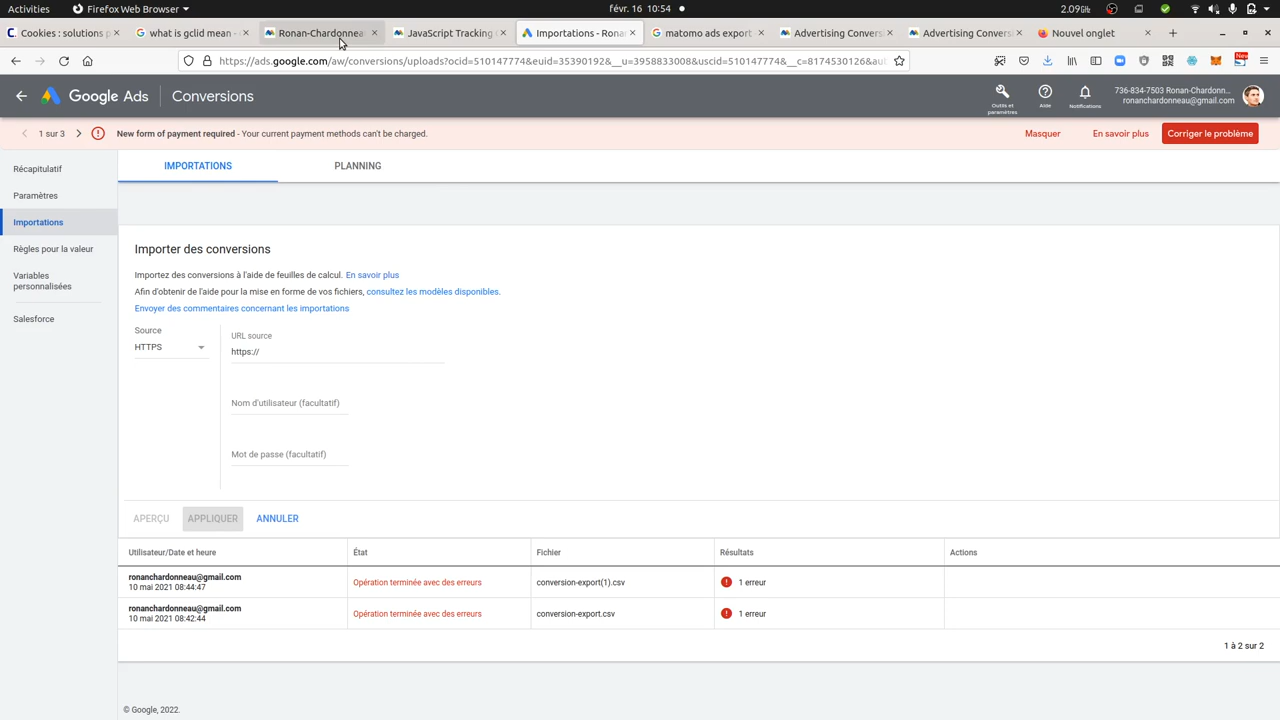 Activities
Firefox Web Browser
févr. 16 10:54
2.09
Cookies : solutions p
what is gclid mean -
Ronan-Chardonnea
JavaScript Tracking
Importations - Ronan
matomo ads export
Advertising Convers
Advertising Convers
Nouvel onglet
https://ads.google.com/aw/conversions/uploads?ocid=510147774&euid=35390192&__u=3958833008&uscid=510147774&__c=8174530126&aut
New
Google Ads
Conversions
Outils et paramètres
Aide
Notifications
736-834-7503 Ronan-Chardonn...
ronanchardonneau@gmail.com
1 sur 3
New form of payment required - Your current payment methods can't be charged.
Masquer
En savoir plus
Corriger le problème
Récapitulatif
Paramètres
Importations
Règles pour la valeur
Variables
personnalisées
Salesforce
IMPORTATIONS
PLANNING
Importer des conversions
Importez des conversions à l'aide de feuilles de calcul. En savoir plus
Afin d'obtenir de l'aide pour la mise en forme de vos fichiers, consultez les modèles disponibles.
Envoyer des commentaires concernant les importations
Source
HTTPS
URL source
https://
Nom d'utilisateur (facultatif)
Mot de passe (facultatif)
APERÇU
APPLIQUER
ANNULER
Utilisateur/Date et heure
État
Fichier
Résultats
Actions
ronanchardonneau@gmail.com
10 mai 2021 08:44:47
Opération terminée avec des erreurs
conversion-export(1).csv
1 erreur
ronanchardonneau@gmail.com
10 mai 2021 08:42:44
Opération terminée avec des erreurs
conversion-export.csv
1 erreur
1 à 2 sur 2
© Google, 2022.